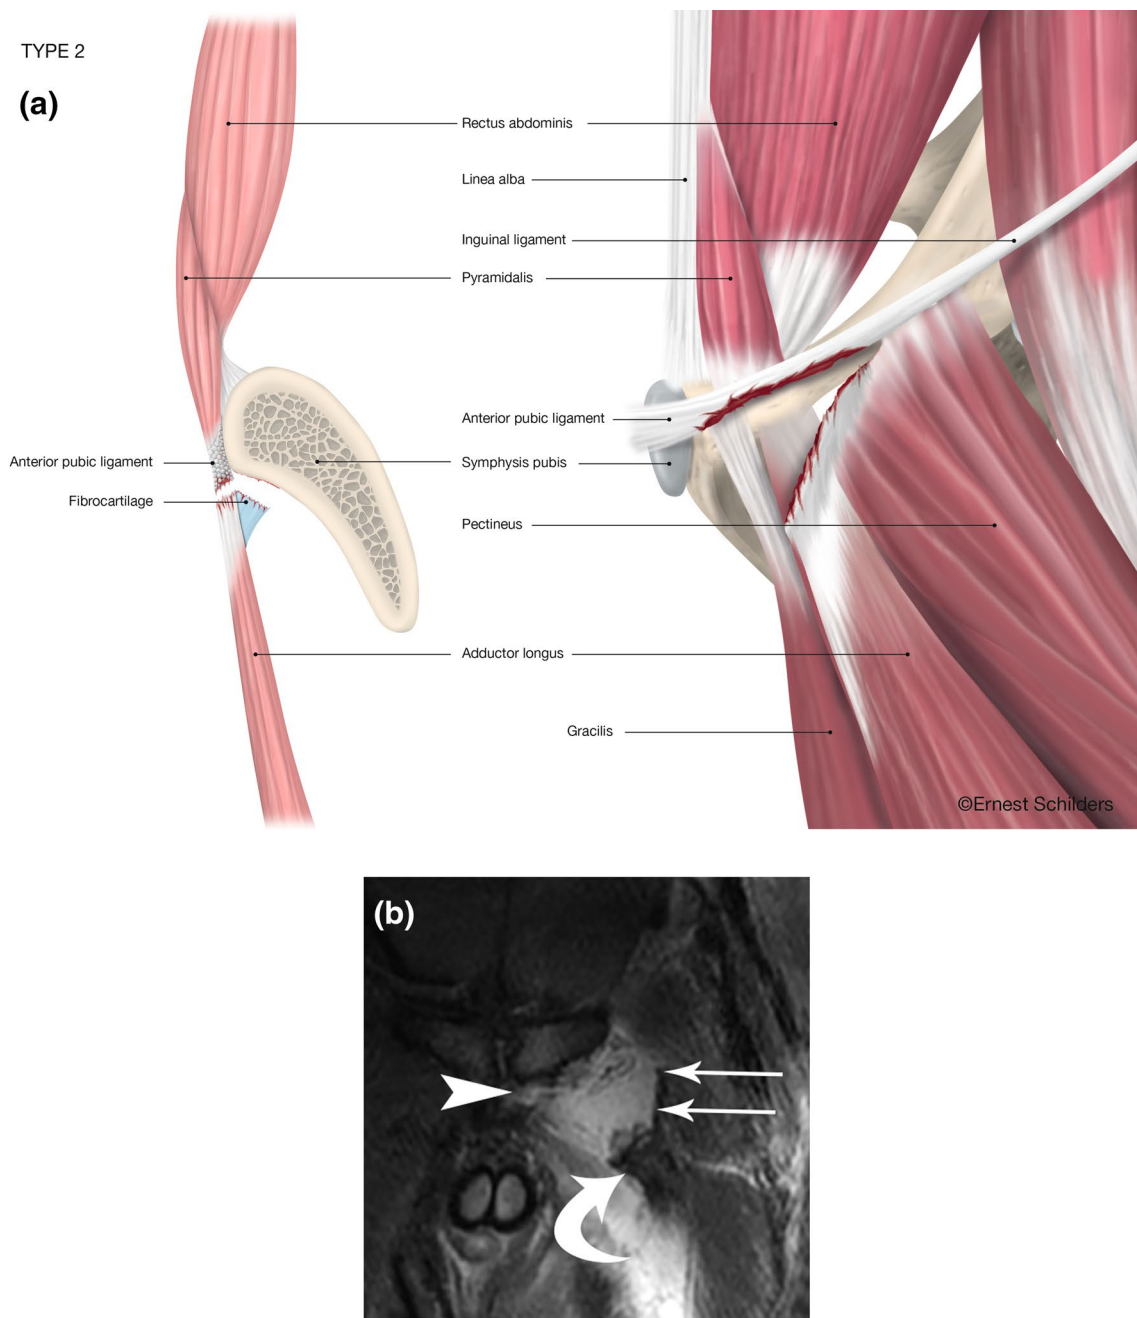 TYPE 2
(a)
Rectus abdominis
Linea alba
Inguinal ligament
Pyramidalis
Anterior pubic ligament
Anterior pubic ligament
Symphysis pubis
Fibrocartilage
Pectineus
Adductor longus
Gracilis
©Ernest Schilders
(b)